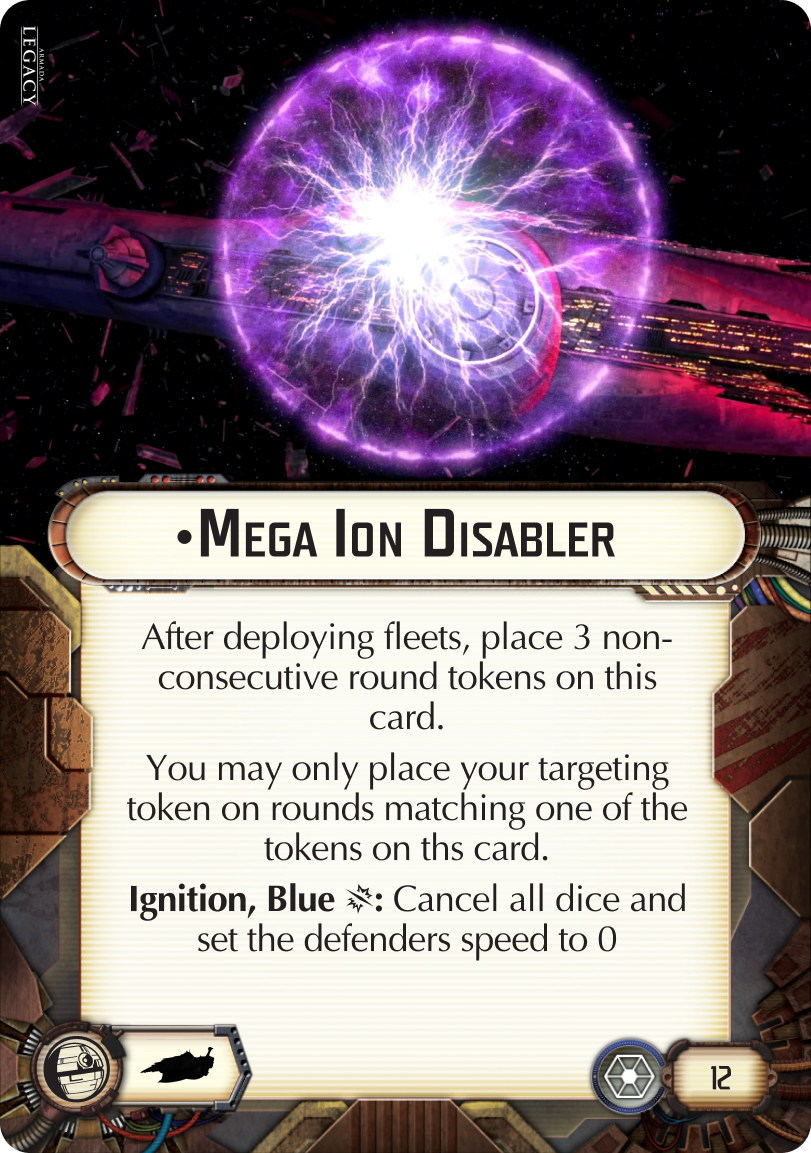 ARMADA
LEGACY
•Mega Ion Disabler
After deploying fleets, place 3 non-
consecutive round tokens on this
card.
You may only place your targeting
token on rounds matching one of the
tokens on ths card.
Ignition, Blue : Cancel all dice and
set the defenders speed to 0
12